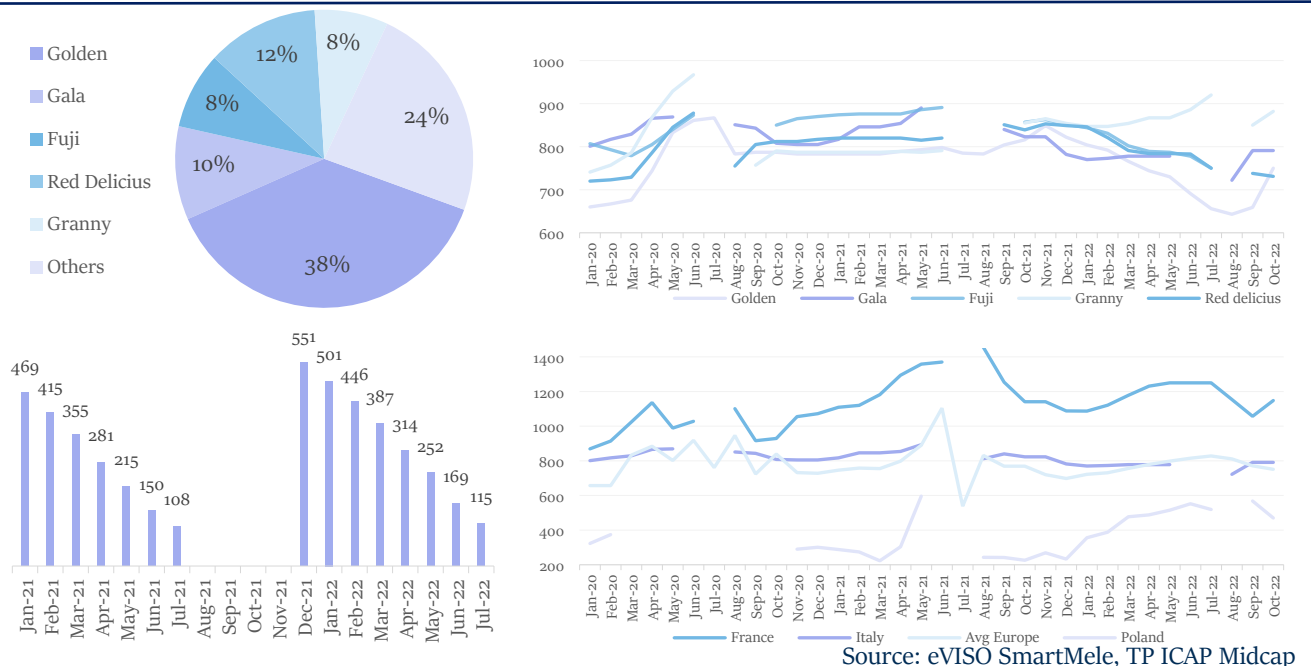 Golden
Gala
Fuji
Red Delicius
Granny
Others
8%
12%
24%
8%
10%
38%
1000
900
800
700
600
Jan-20 Feb-20 Mar-20 Apr-20 May-20 Jun-20 Jul-20 Aug-20 Sep-20 Oct-20 Nov-20 Dec-20 Jan-21 Feb-21 Mar-21 Apr-21 May-21 Jun-21 Jul-21 Aug-21 Sep-21 Oct-21 Nov-21 Dec-21 Jan-22 Feb-22 Mar-22 Apr-22 May-22 Jun-22 Jul-22 Aug-22 Sep-22 Oct-22
Golden Gala Fuji Granny Red delicius
469
415
355
281
215
150
108
551
501
446
387
314
252
169
115
Jan-21 Feb-21 Mar-21 Apr-21 May-21 Jun-21 Jul-21 Aug-21 Sep-21 Oct-21 Nov-21 Dec-21 Jan-22 Feb-22 Mar-22 Apr-22 May-22 Jun-22 Jul-22
1400
1200
1000
800
600
400
200
Jan-20 Feb-20 Mar-20 Apr-20 May-20 Jun-20 Jul-20 Aug-20 Sep-20 Oct-20 Nov-20 Dec-20 Jan-21 Feb-21 Mar-21 Apr-21 May-21 Jun-21 Jul-21 Aug-21 Sep-21 Oct-21 Nov-21 Dec-21 Jan-22 Feb-22 Mar-22 Apr-22 May-22 Jun-22 Jul-22 Aug-22 Sep-22 Oct-22
France Italy Avg Europe Poland
Source: eVISO SmartMele, TP ICAP Midcap